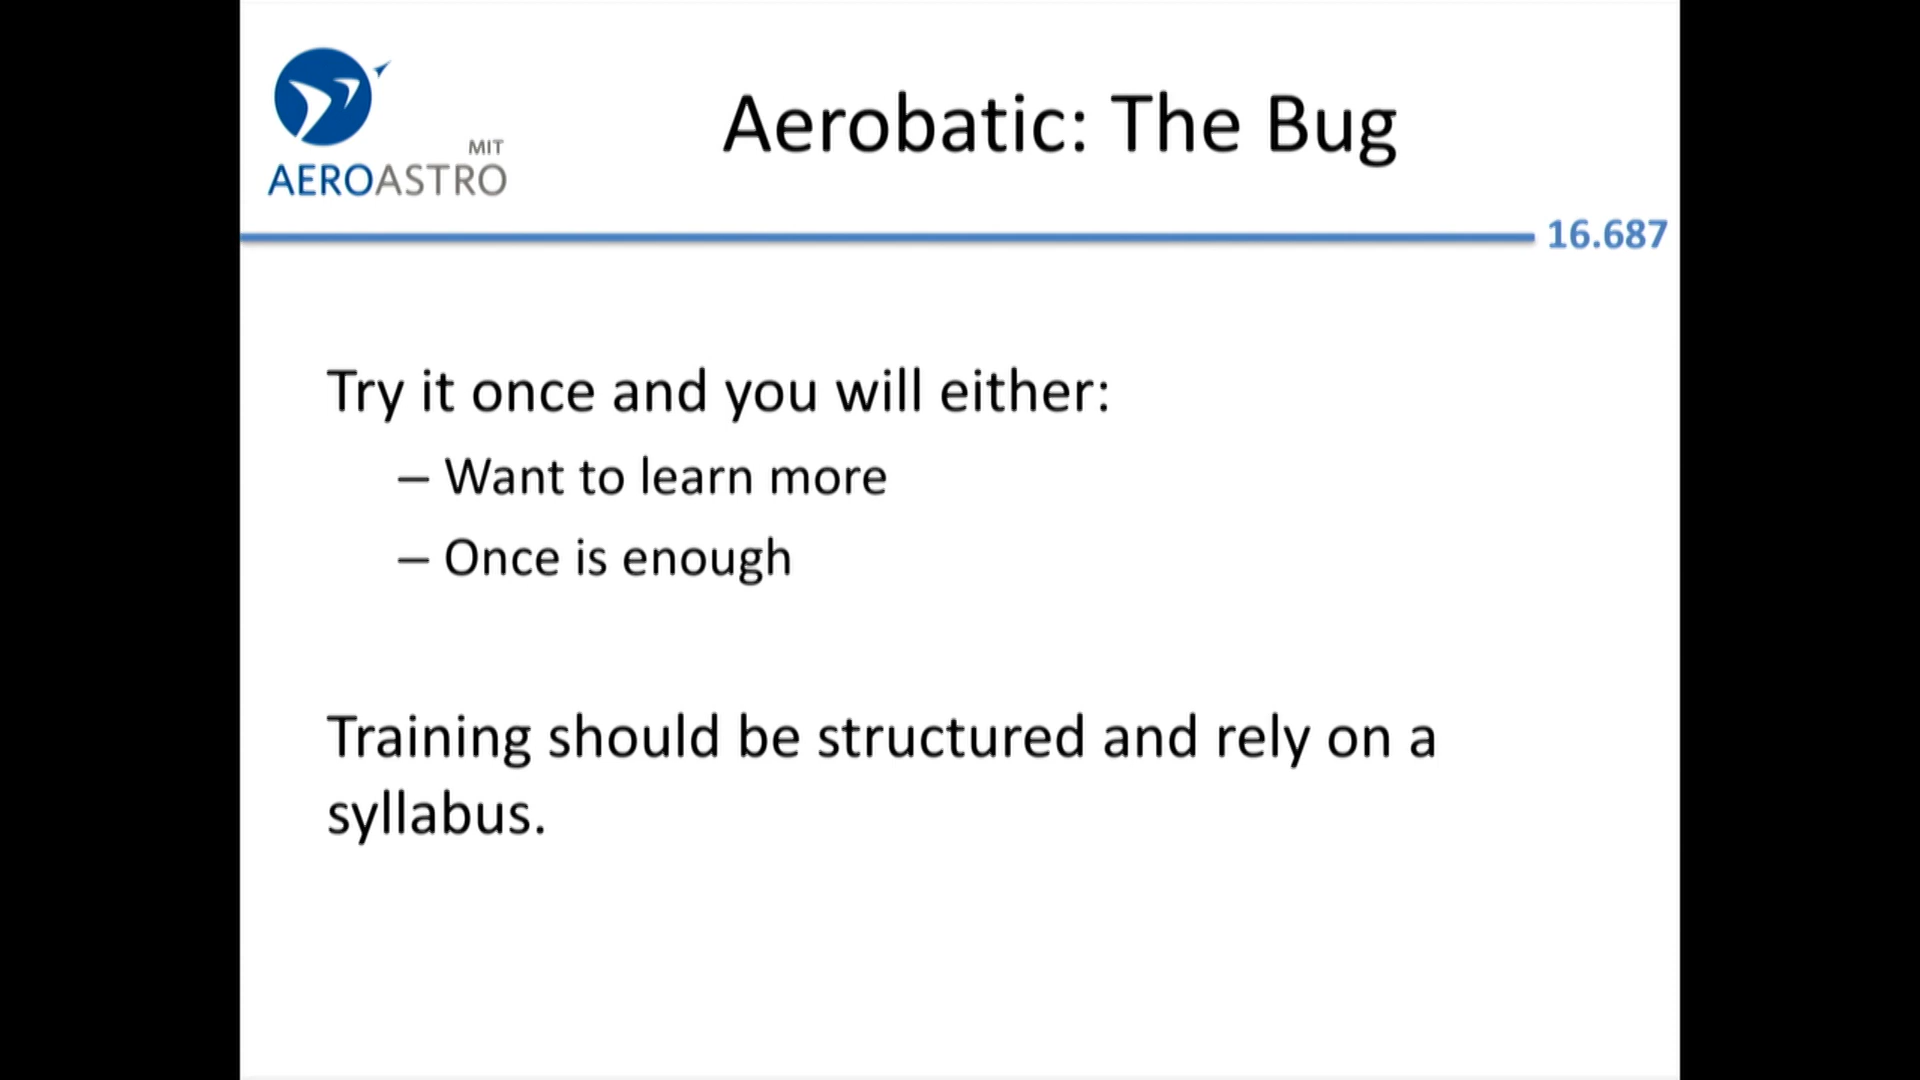 MIT
AEROASTRO
Aerobatic: The Bug
16.687
Try it once and you will either:
– Want to learn more
– Once is enough
Training should be structured and rely on a
syllabus.